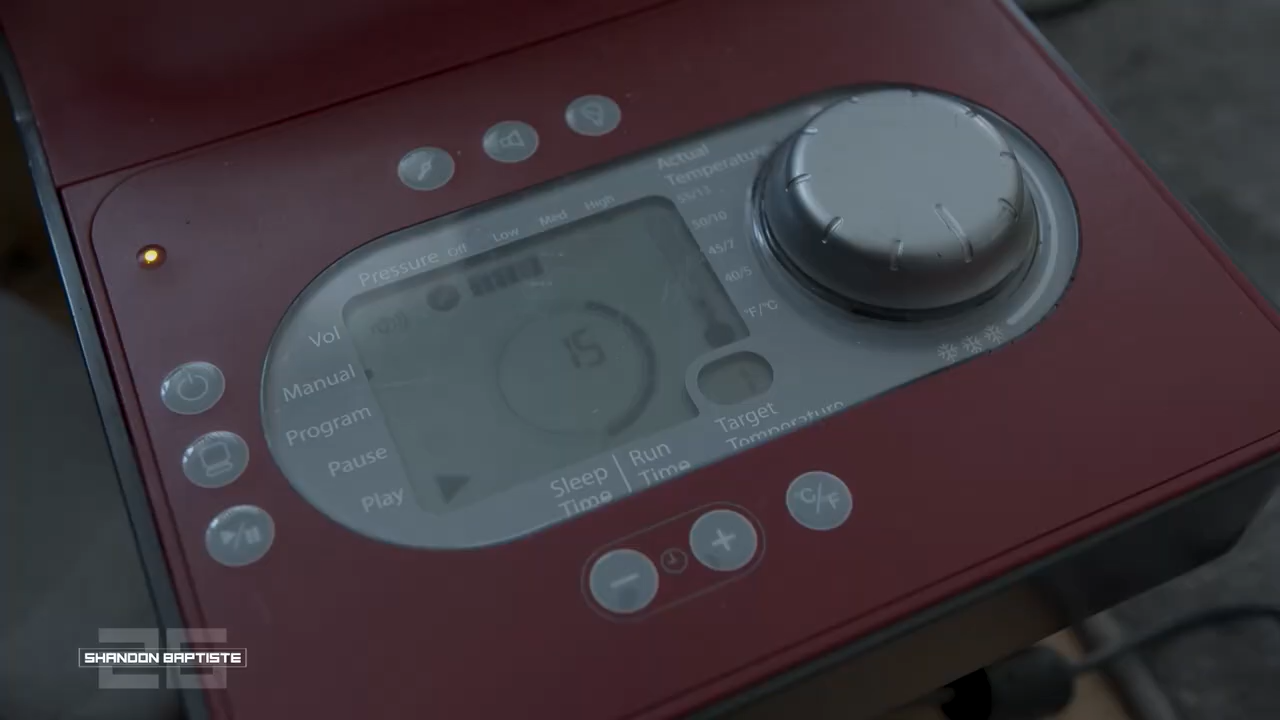 Actual
Temperature
55/13
50/10
45/7
40/5
°F/°C
Pressure Off Low Med High
Vol
Manual
Program
Pause
Play
15
Sleep
Time
Run
Time
Target
Temperature
°C/°F
26
SHANDON BAPTISTE